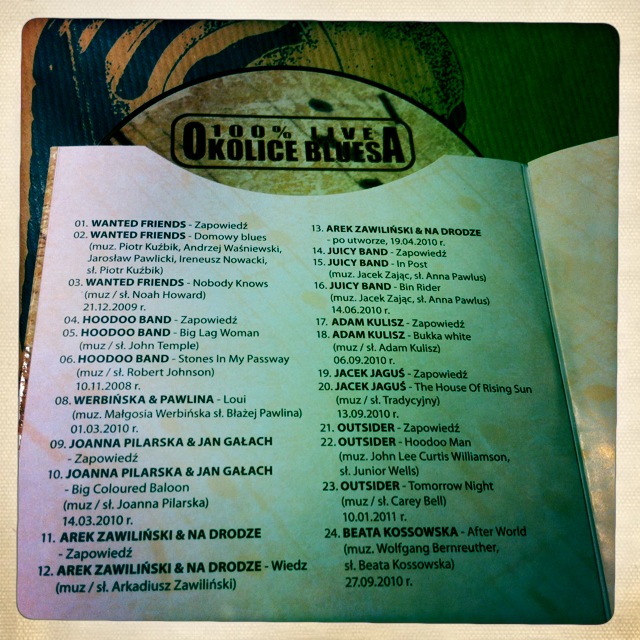 100% LIVE
OKOLICE BLUESA
01. WANTED FRIENDS - Zapowiedź
02. WANTED FRIENDS - Domowy blues
(muz. Piotr Kuźbik, Andrzej Waśniewski,
Jarosław Pawlicki, Ireneusz Nowacki,
sł. Piotr Kuźbik)
03. WANTED FRIENDS - Nobody Knows
(muz / sł. Noah Howard)
21.12.2009 r.
04. HOODOO BAND - Zapowiedź
05. HOODOO BAND - Big Lag Woman
(muz / sł. John Temple)
06. HOODOO BAND - Stones In My Passway
(muz / sł. Robert Johnson)
10.11.2008 r.
08. WERBIŃSKA & PAWLINA - Loui
(muz. Małgosia Werbińska sł. Błażej Pawlina)
01.03.2010 r.
09. JOANNA PILARSKA & JAN GAŁACH
- Zapowiedź
10. JOANNA PILARSKA & JAN GAŁACH
- Big Coloured Baloon
(muz / sł. Joanna Pilarska)
14.03.2010 r.
11. AREK ZAWILIŃSKI & NA DRODZE
- Zapowiedź
12. AREK ZAWILIŃSKI & NA DRODZE - Wiedz
(muz / sł. Arkadiusz Zawiliński)
13. AREK ZAWILIŃSKI & NA DRODZE
- po utworze, 19.04.2010 r.
14. JUICY BAND - Zapowiedź
15. JUICY BAND - In Post
(muz. Jacek Zając, sł. Anna Pawlus)
16. JUICY BAND - Bin Rider
(muz. Jacek Zając, sł. Anna Pawlus)
14.06.2010 r.
17. ADAM KULISZ - Zapowiedź
18. ADAM KULISZ - Bukka white
(muz / sł. Adam Kulisz)
06.09.2010 r.
19. JACEK JAGUŚ - Zapowiedź
20. JACEK JAGUŚ - The House Of Rising Sun
(muz / sł. Tradycyjny)
13.09.2010 r.
21. OUTSIDER - Zapowiedź
22. OUTSIDER - Hoodoo Man
(muz. John Lee Curtis Williamson,
sł. Junior Wells)
23. OUTSIDER - Tomorrow Night
(muz / sł. Carey Bell)
10.01.2011 r.
24. BEATA KOSSOWSKA - After World
(muz. Wolfgang Bernreuther,
sł. Beata Kossowska)
27.09.2010 r.